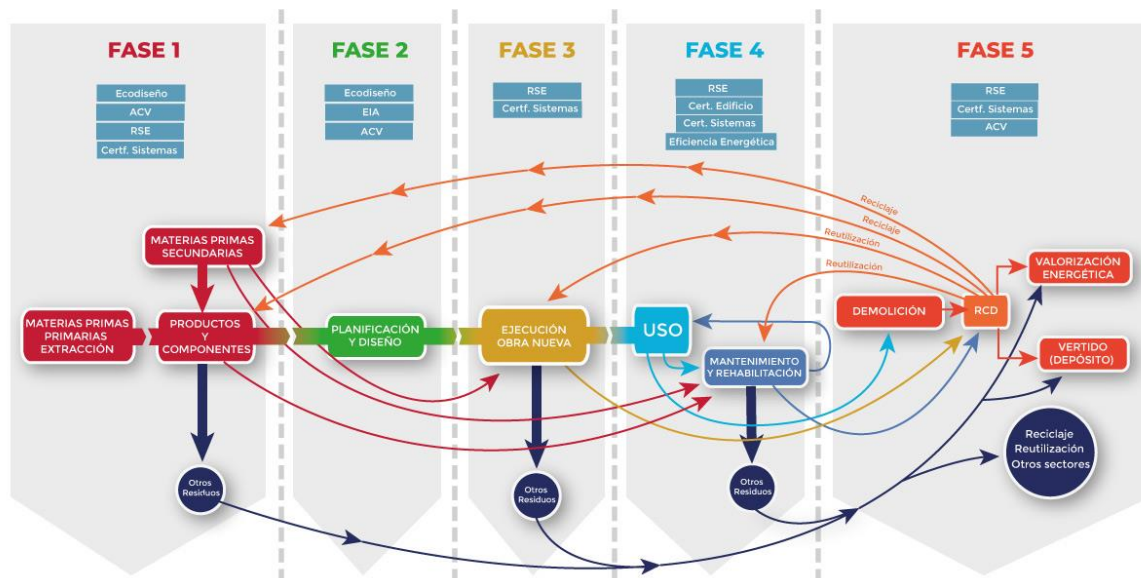 FASE 1
Ecodiseño
ACV
RSE
Certf. Sistemas
MATERIAS PRIMAS
SECUNDARIAS
MATERIAS PRIMAS
PRIMARIAS
EXTRACCIÓN
PRODUCTOS
Y
COMPONENTES
Otros
Residuos
FASE 2
Ecodiseño
EIA
ACV
PLANIFICACIÓN
Y DISEÑO
FASE 3
RSE
Certf. Sistemas
EJECUCIÓN
OBRA NUEVA
Otros
Residuos
FASE 4
RSE
Cert. Edificio
Cert. Sistemas
Eficiencia Energética
USO
MANTENIMIENTO
Y REHABILITACIÓN
Otros
Residuos
FASE 5
RSE
Certf. Sistemas
ACV
Reciclaje
Reciclaje
Reutilización
Reutilización
DEMOLICIÓN
RCD
VALORIZACIÓN
ENERGÉTICA
VERTIDO
(DEPÓSITO)
Reciclaje
Reutilización
Otros sectores